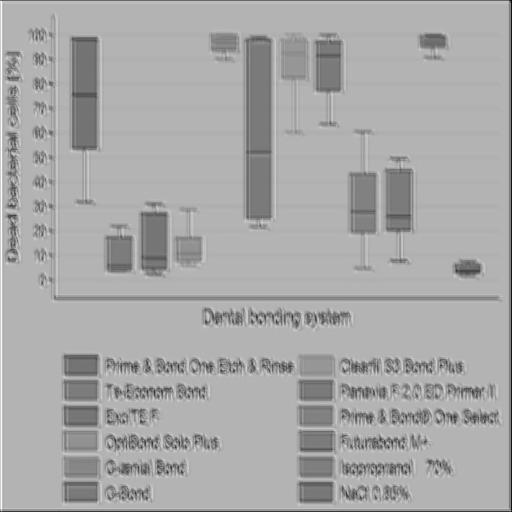 100
90
80
70
60
50
40
30
20
10
0
Dead bacterial cells [%]
Dental bonding system
Prime & Bond One Etch & Rinse
Te-Econom Bond
ExciTE F
OptiBond Solo Plus
G-ænial Bond
G-Bond
Clearfil S3 Bond Plus
Panavia F 2.0 ED Primer II
Prime & Bond® One Select
Futurabond M+
Isopropranol 70%
NaCl 0.85%